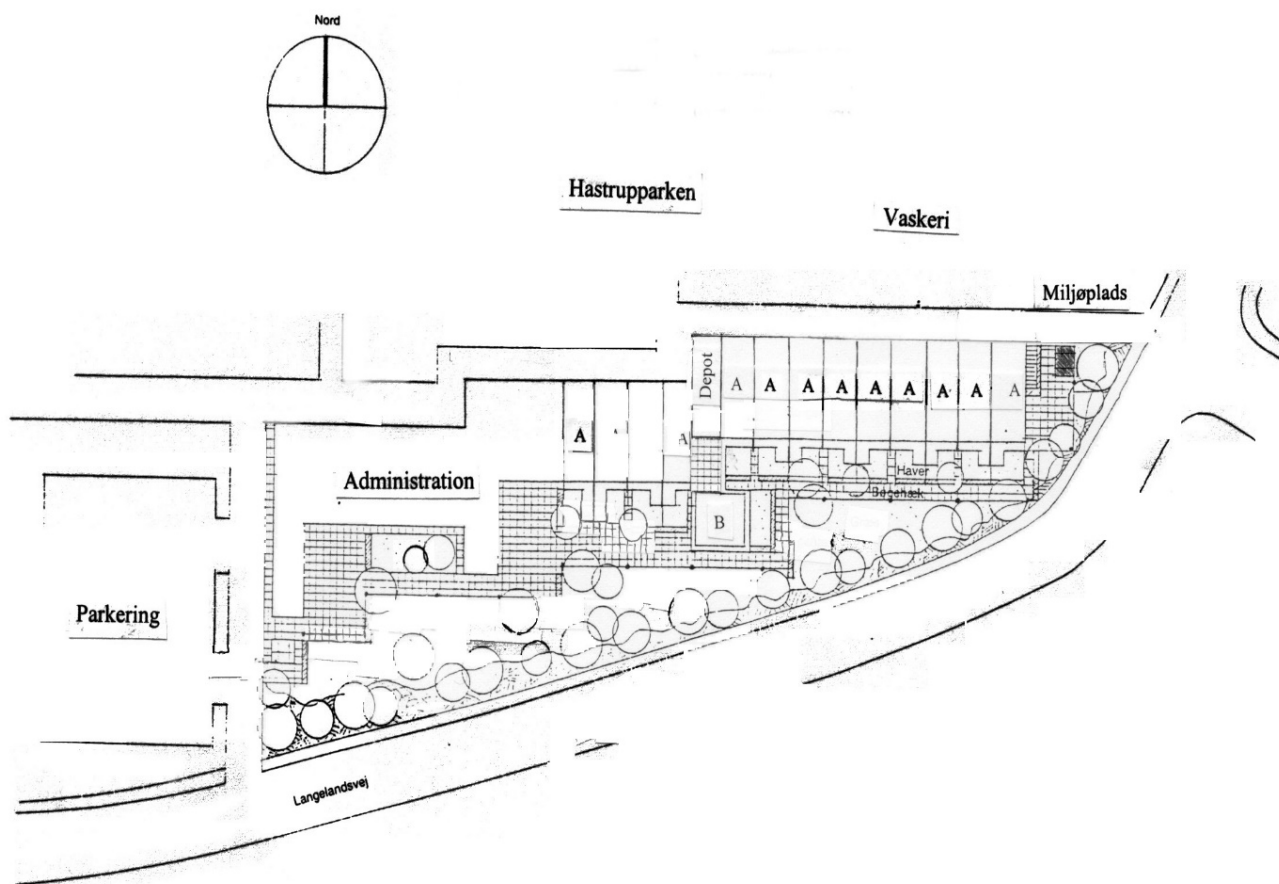 Nord
Hastrupparken
Vaskeri
Miljøplads
Depot
A A A A A A A A A
A A
Haver
Bøgehæk
Administration
B
Parkering
Langelandsvej